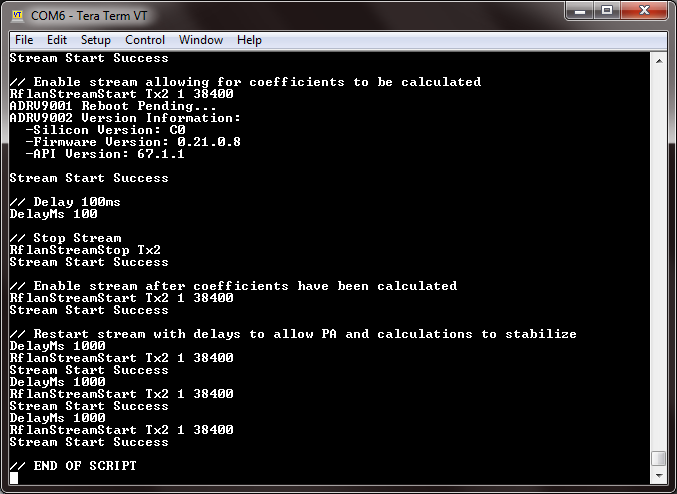 COM6 - Tera Term VT
File Edit Setup Control Window Help
Stream Start Success
// Enable stream allowing for coefficients to be calculated
RflanStreamStart Tx2 1 38400
ADRV9001 Reboot Pending...
ADRV9002 Version Information:
-Silicon Version: C0
-Firmware Version: 0.21.0.8
-API Version: 67.1.1
Stream Start Success
// Delay 100ms
DelayMs 100
// Stop Stream
RflanStreamStop Tx2
Stream Start Success
// Enable stream after coefficients have been calculated
RflanStreamStart Tx2 1 38400
Stream Start Success
// Restart stream with delays to allow PA and calculations to stabilize
DelayMs 1000
RflanStreamStart Tx2 1 38400
Stream Start Success
DelayMs 1000
RflanStreamStart Tx2 1 38400
Stream Start Success
DelayMs 1000
RflanStreamStart Tx2 1 38400
Stream Start Success
// END OF SCRIPT